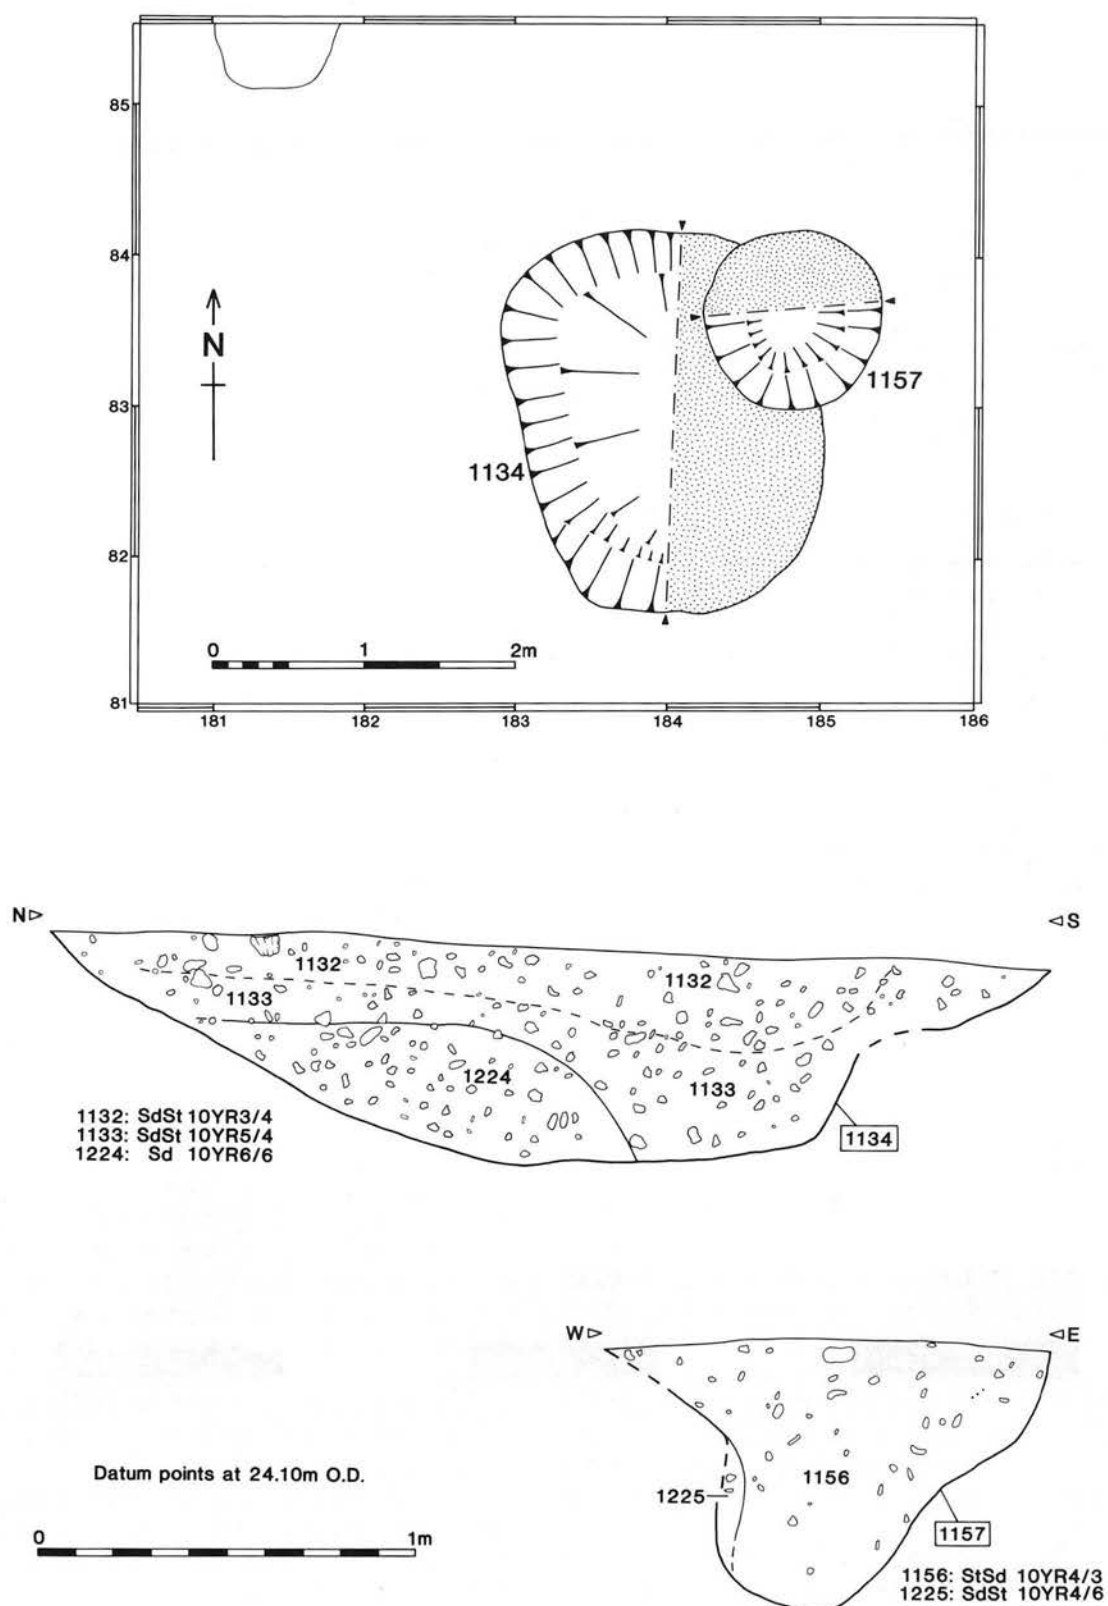 85
84
N
83
1157
1134
82
0 1 2m
81
181 182 183 184 185 186
N S
1132
1132
1133
1224
1133
1132: SdSt 10YR3/4
1133: SdSt 10YR5/4
1224: Sd 10YR6/6
1134
W E
Datum points at 24.10m O.D.
1156
1225
0 1m
1157
1156: StSd 10YR4/3
1225: SdSt 10YR4/6